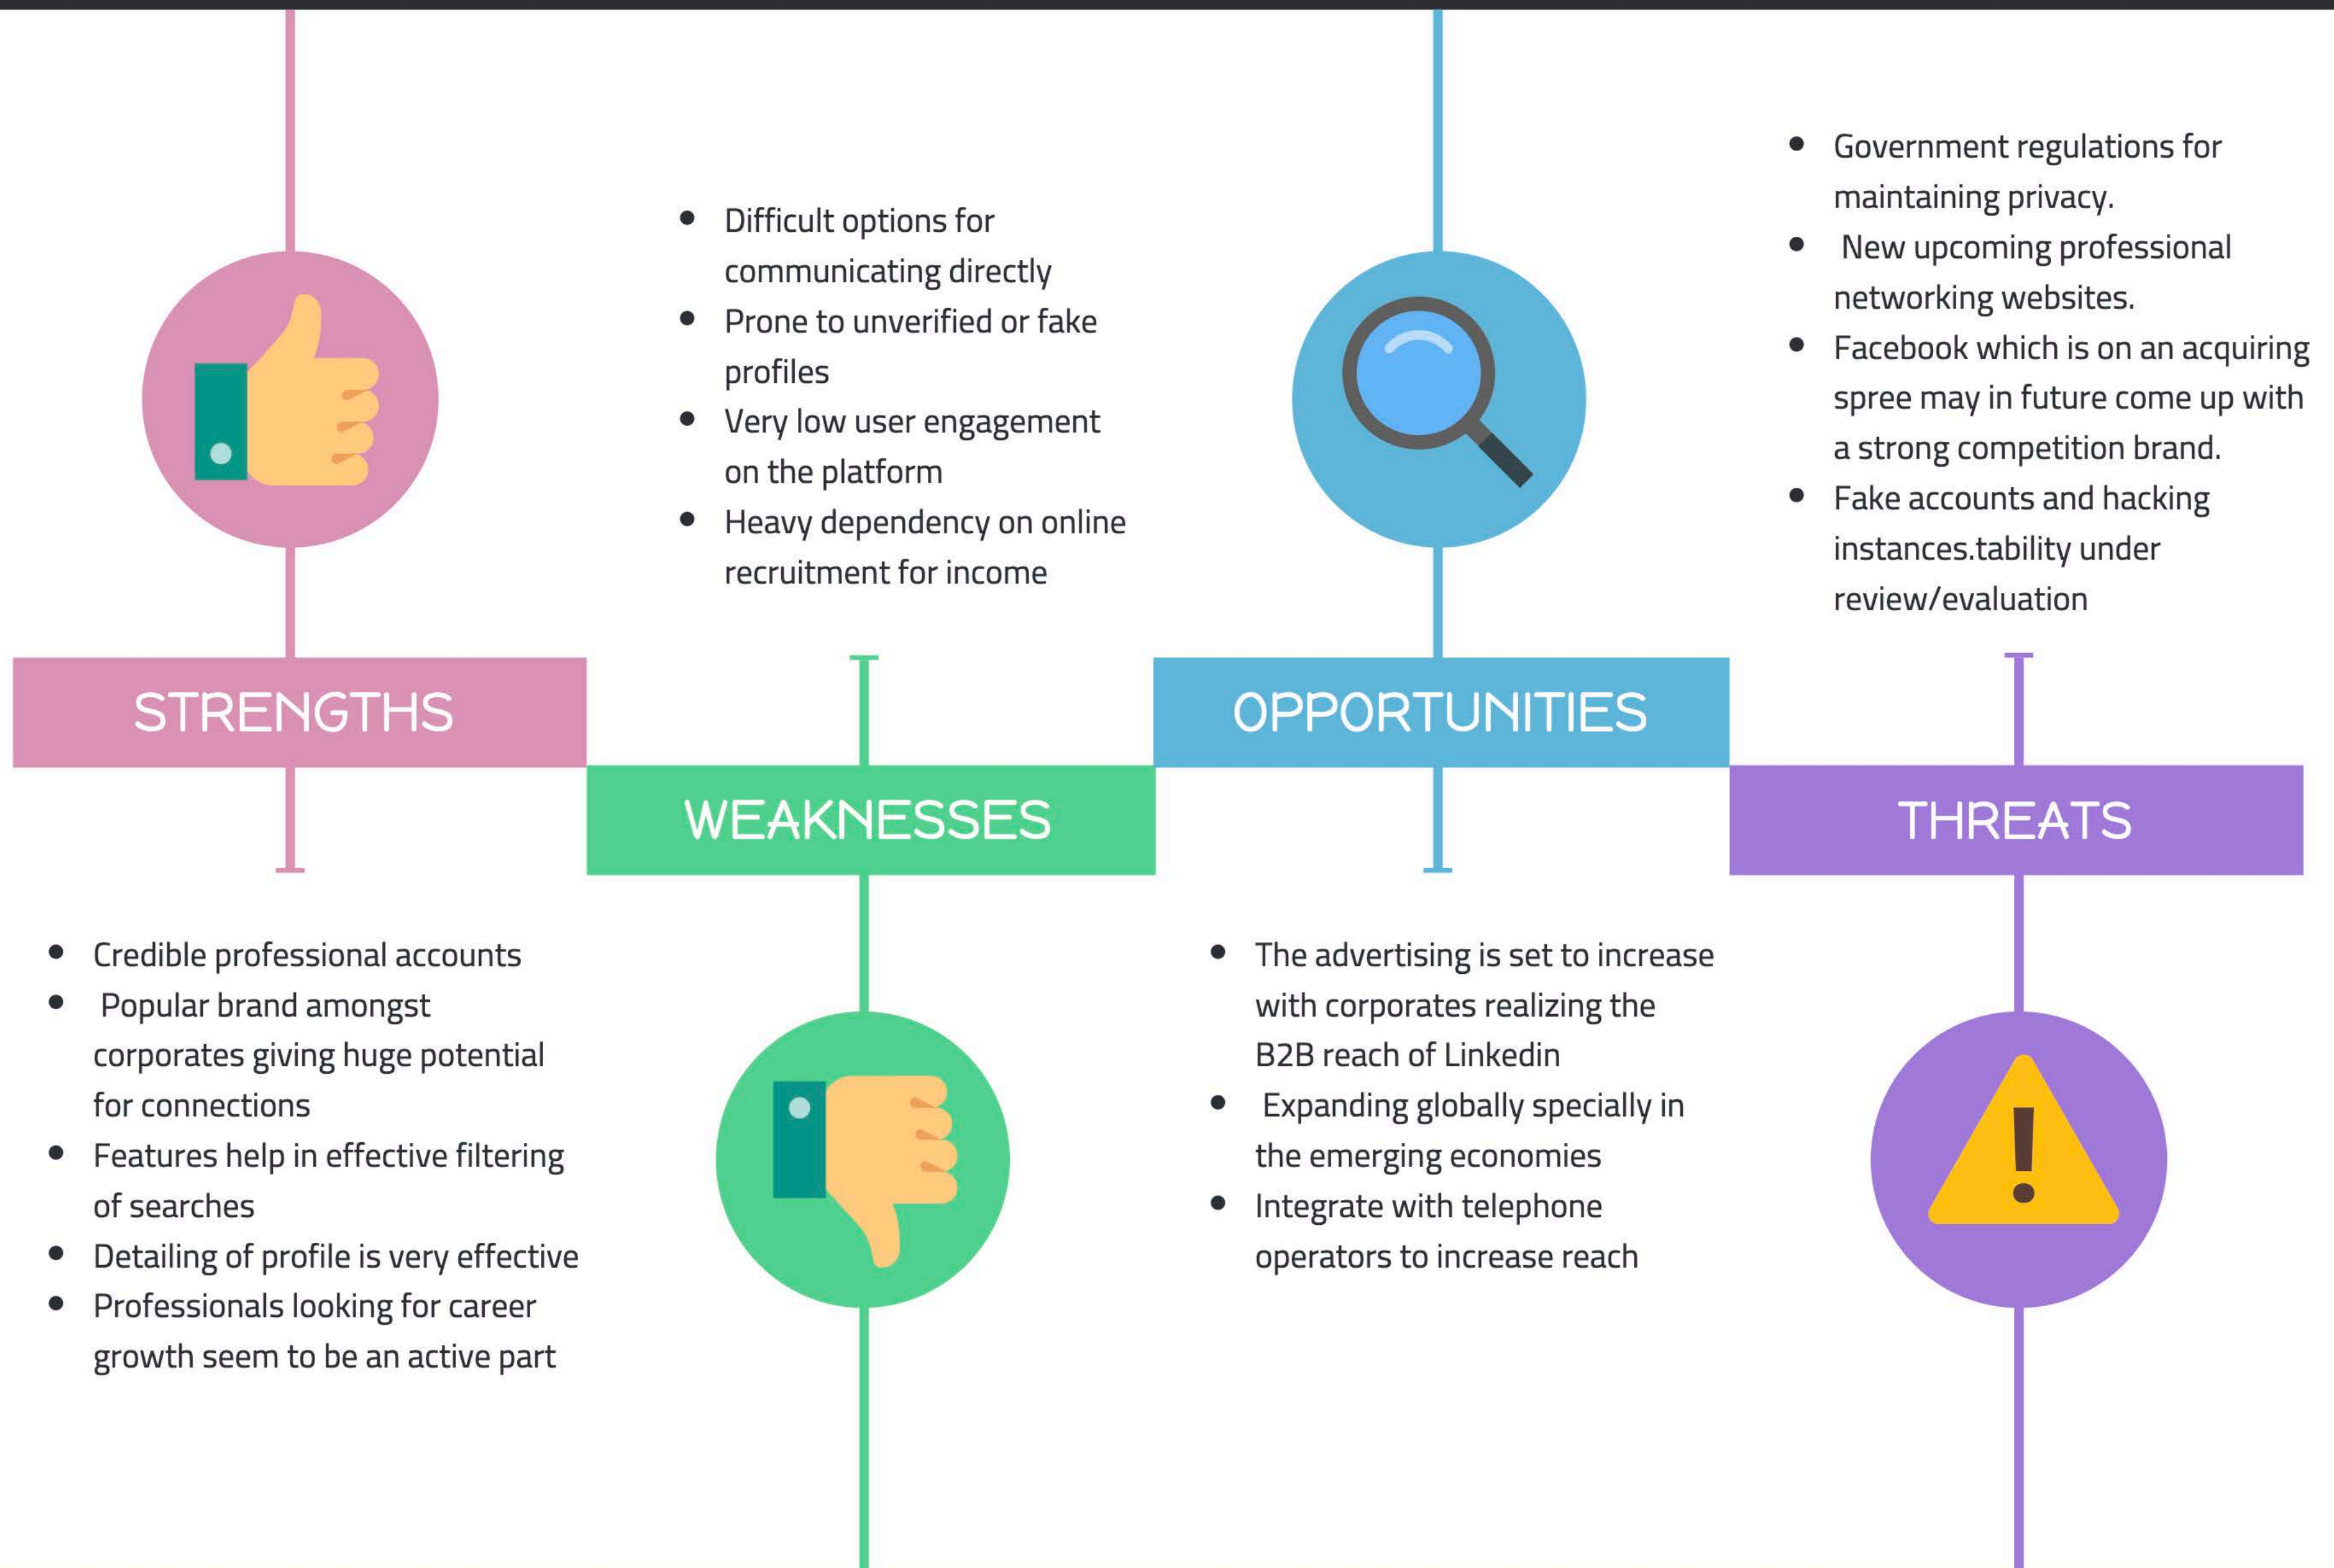 STRENGTHS
• Credible professional accounts
• Popular brand amongst
corporates giving huge potential
for connections
• Features help in effective filtering
of searches
• Detailing of profile is very effective
• Professionals looking for career
growth seem to be an active part
• Difficult options for
communicating directly
• Prone to unverified or fake
profiles
• Very low user engagement
on the platform
• Heavy dependency on online
recruitment for income
WEAKNESSES
OPPORTUNITIES
• The advertising is set to increase
with corporates realizing the
B2B reach of Linkedin
• Expanding globally specially in
the emerging economies
• Integrate with telephone
operators to increase reach
• Government regulations for
maintaining privacy.
• New upcoming professional
networking websites.
• Facebook which is on an acquiring
spree may in future come up with
a strong competition brand.
• Fake accounts and hacking
instances.tability under
review/evaluation
THREATS